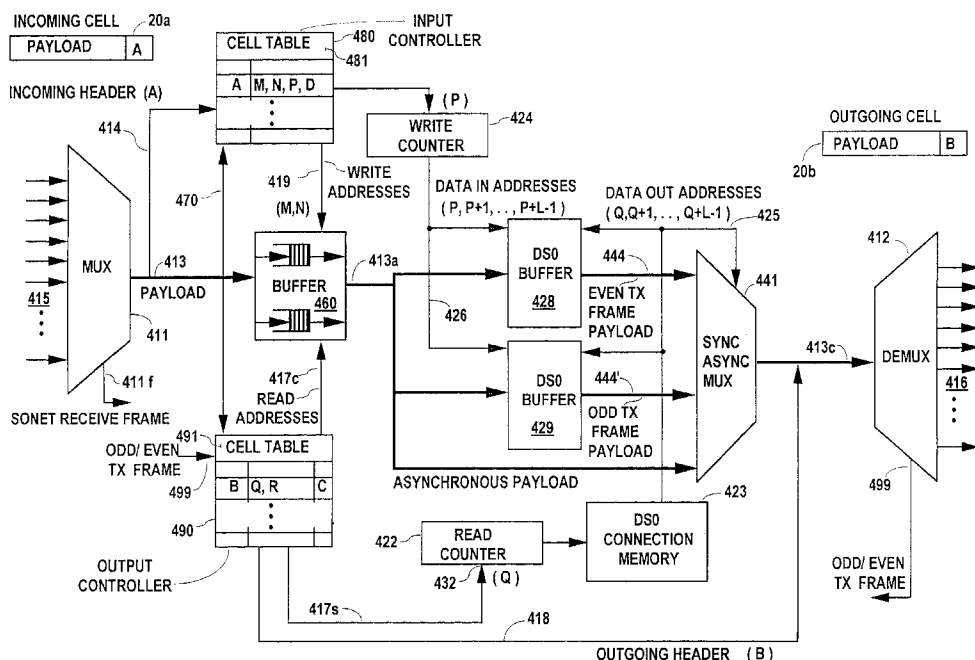 INCOMING CELL
20a
PAYLOAD A
INCOMING HEADER (A)
414
INPUT
CONTROLLER
CELL TABLE
480
481
A M, N, P, D
(P)
WRITE
COUNTER
424
OUTGOING CELL
PAYLOAD B
20b
470
419
WRITE
ADDRESSES
(M,N)
DATA IN ADDRESSES
( P, P+1, . . , P+L-1 )
DATA OUT ADDRESSES
( Q,Q+1, . . , Q+L-1)
425
415
MUX
413
PAYLOAD
411
411 f
SONET RECEIVE FRAME
BUFFER
460
413a
426
DS0
BUFFER
428
444
EVEN TX
FRAME
PAYLOAD
DS0
BUFFER
429
444'
ODD TX
FRAME
PAYLOAD
441
SYNC
ASYNC
MUX
413c
412
DEMUX
416
417c
READ
ADDRESSES
ASYNCHRONOUS PAYLOAD
491
CELL TABLE
ODD/ EVEN
TX FRAME
499
B Q, R C
490
OUTPUT
CONTROLLER
422
READ
COUNTER
432
(Q)
423
DS0
CONNECTION
MEMORY
499
ODD/ EVEN
TX FRAME
417s
418
OUTGOING HEADER (B)